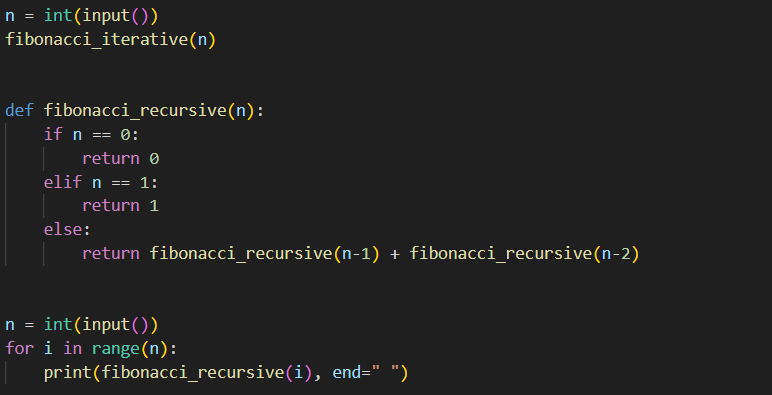 n = int(input())
fibonacci_iterative(n)
def fibonacci_recursive(n):
    if n == 0:
        return 0
    elif n == 1:
        return 1
    else:
        return fibonacci_recursive(n-1) + fibonacci_recursive(n-2)
n = int(input())
for i in range(n):
    print(fibonacci_recursive(i), end=" ")